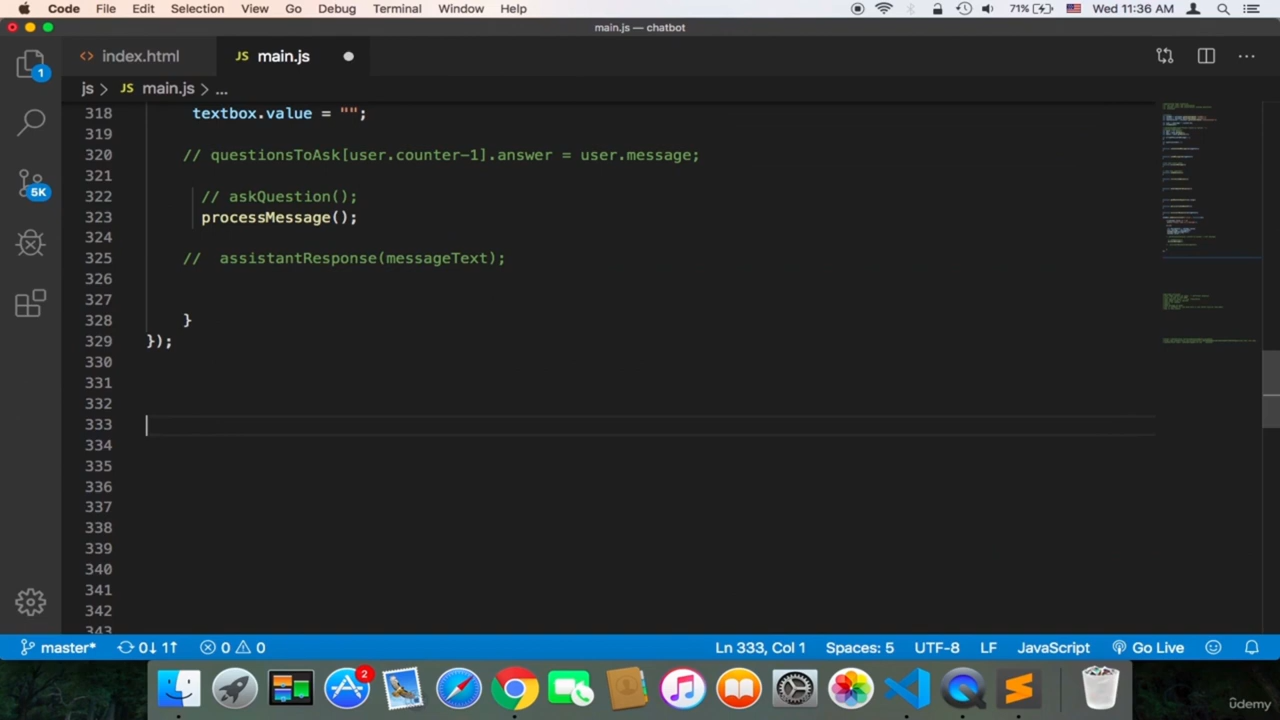 Code File Edit Selection View Go Debug Terminal Window Help 71% Wed 11:36 AM
main.js — chatbot
<> index.html JS main.js
js > JS main.js > ...
318 textbox.value = "";
319
320 // questionsToAsk[user.counter-1].answer = user.message;
321
322 // askQuestion();
323 processMessage();
324
325 // assistantResponse(messageText);
326
327
328 }
329 });
330
331
332
333
334
335
336
337
338
339
340
341
342
343
1
5K
master* 0↓ 1↑ 0 0 Ln 333, Col 1 Spaces: 5 UTF-8 LF JavaScript Go Live
2
udemy